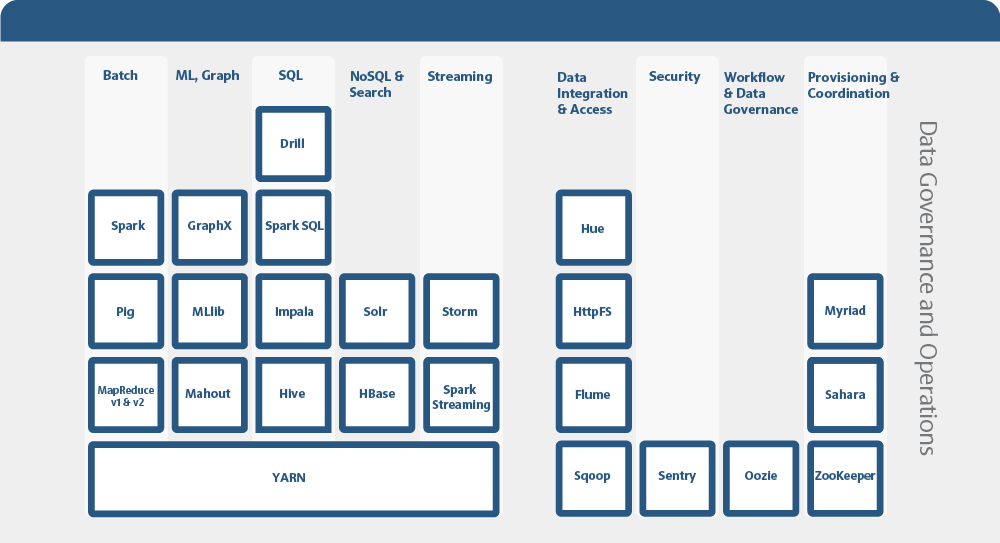 Batch
ML, Graph
SQL
NoSQL &
Search
Streaming
Data
Integration
& Access
Security
Workflow
& Data
Governance
Provisioning &
Coordination
Drill
Spark
GraphX
Spark SQL
Hue
Pig
MLlib
Impala
Solr
Storm
HttpFS
Myriad
MapReduce
v1 & v2
Mahout
Hive
HBase
Spark
Streaming
Flume
Sahara
YARN
Sqoop
Sentry
Oozie
ZooKeeper
Data Governance and Operations